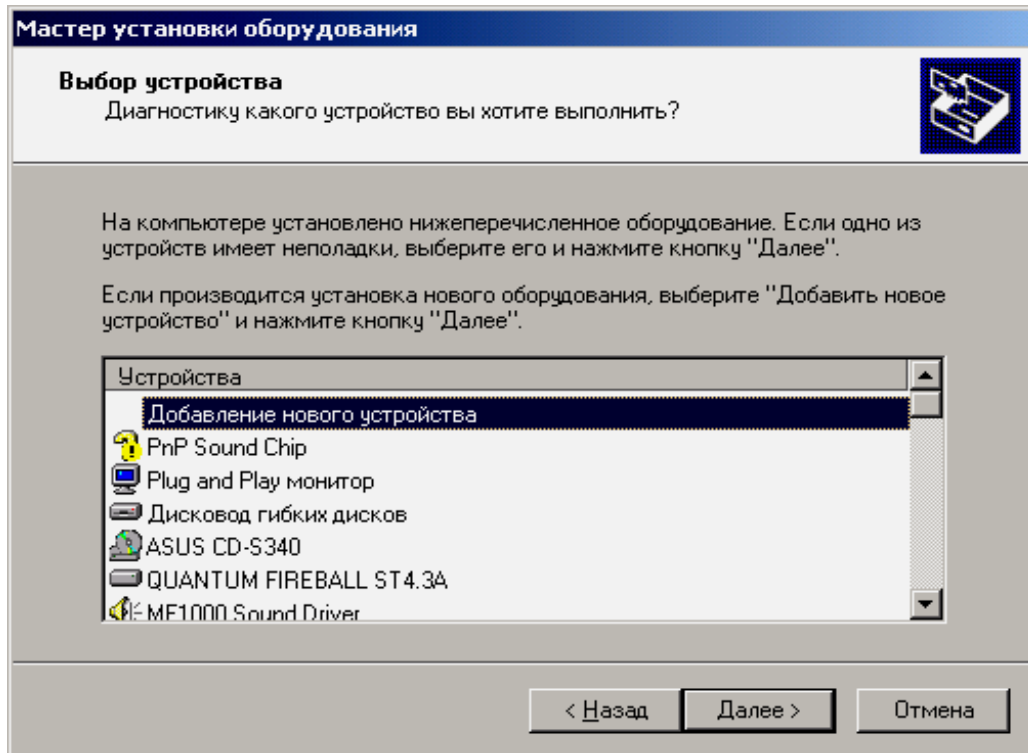 Мастер установки оборудования
Выбор устройства
Диагностику какого устройство вы хотите выполнить?
На компьютере установлено нижеперечисленное оборудование. Если одно из
устройств имеет неполадки, выберите его и нажмите кнопку "Далее".
Если производится установка нового оборудования, выберите "Добавить новое
устройство" и нажмите кнопку "Далее".
Устройства
Добавление нового устройства
PnP Sound Chip
Plug and Play монитор
Дисковод гибких дисков
ASUS CD-S340
QUANTUM FIREBALL ST4.3A
MF1000 Sound Driver
< Назад
Далее >
Отмена